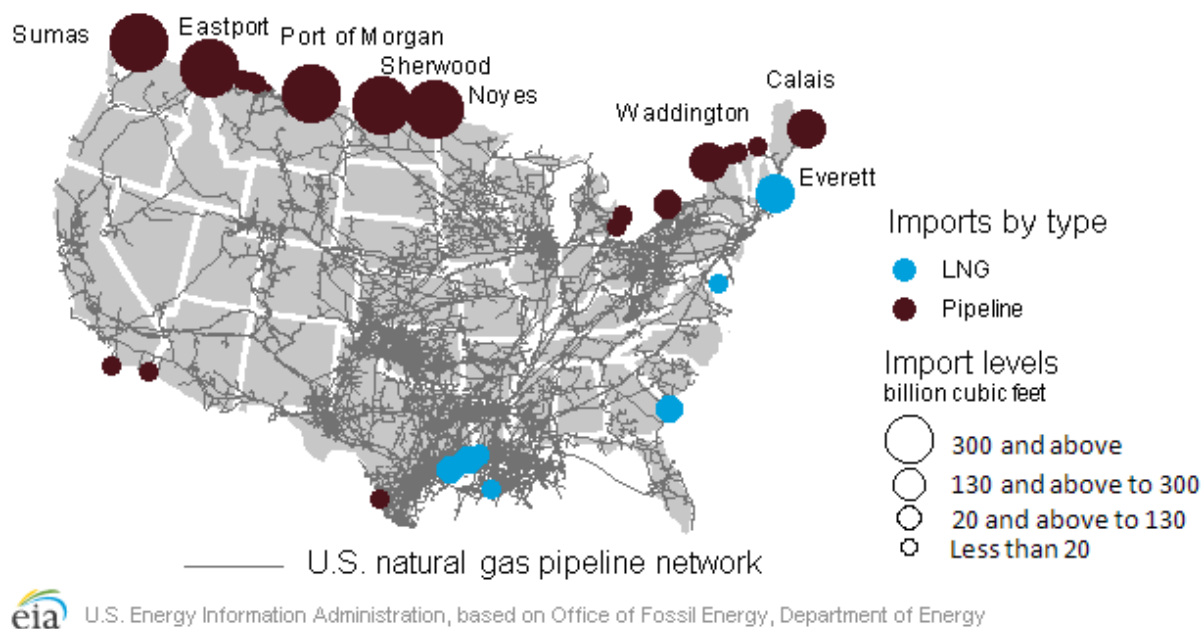 Sumas
Eastport
Port of Morgan
Sherwood
Noyes
Calais
Waddington
Everett
Imports by type
LNG
Pipeline
Import levels
billion cubic feet
300 and above
130 and above to 300
20 and above to 130
Less than 20
U.S. natural gas pipeline network
eia U.S. Energy Information Administration, based on Office of Fossil Energy, Department of Energy